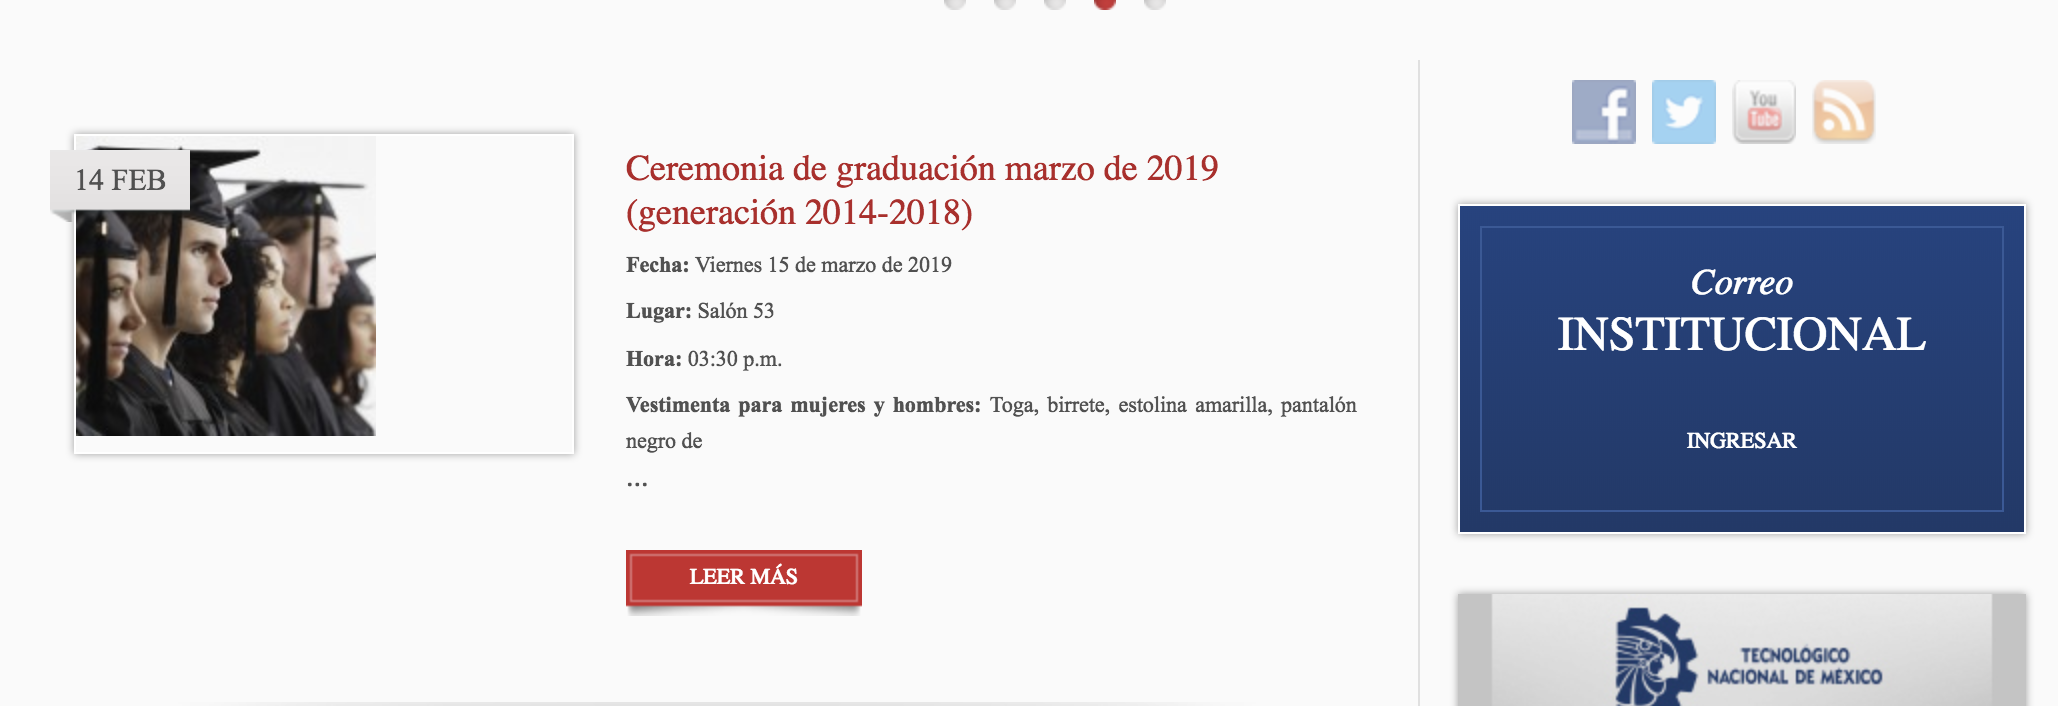 14 FEB
Ceremonia de graduación marzo de 2019
(generación 2014-2018)
Fecha: Viernes 15 de marzo de 2019
Lugar: Salón 53
Hora: 03:30 p.m.
Vestimenta para mujeres y hombres: Toga, birrete, estolina amarilla, pantalón
negro de
...
LEER MÁS
f
You
Tube
Correo
INSTITUCIONAL
INGRESAR
TECNOLÓGICO
NACIONAL DE MÉXICO